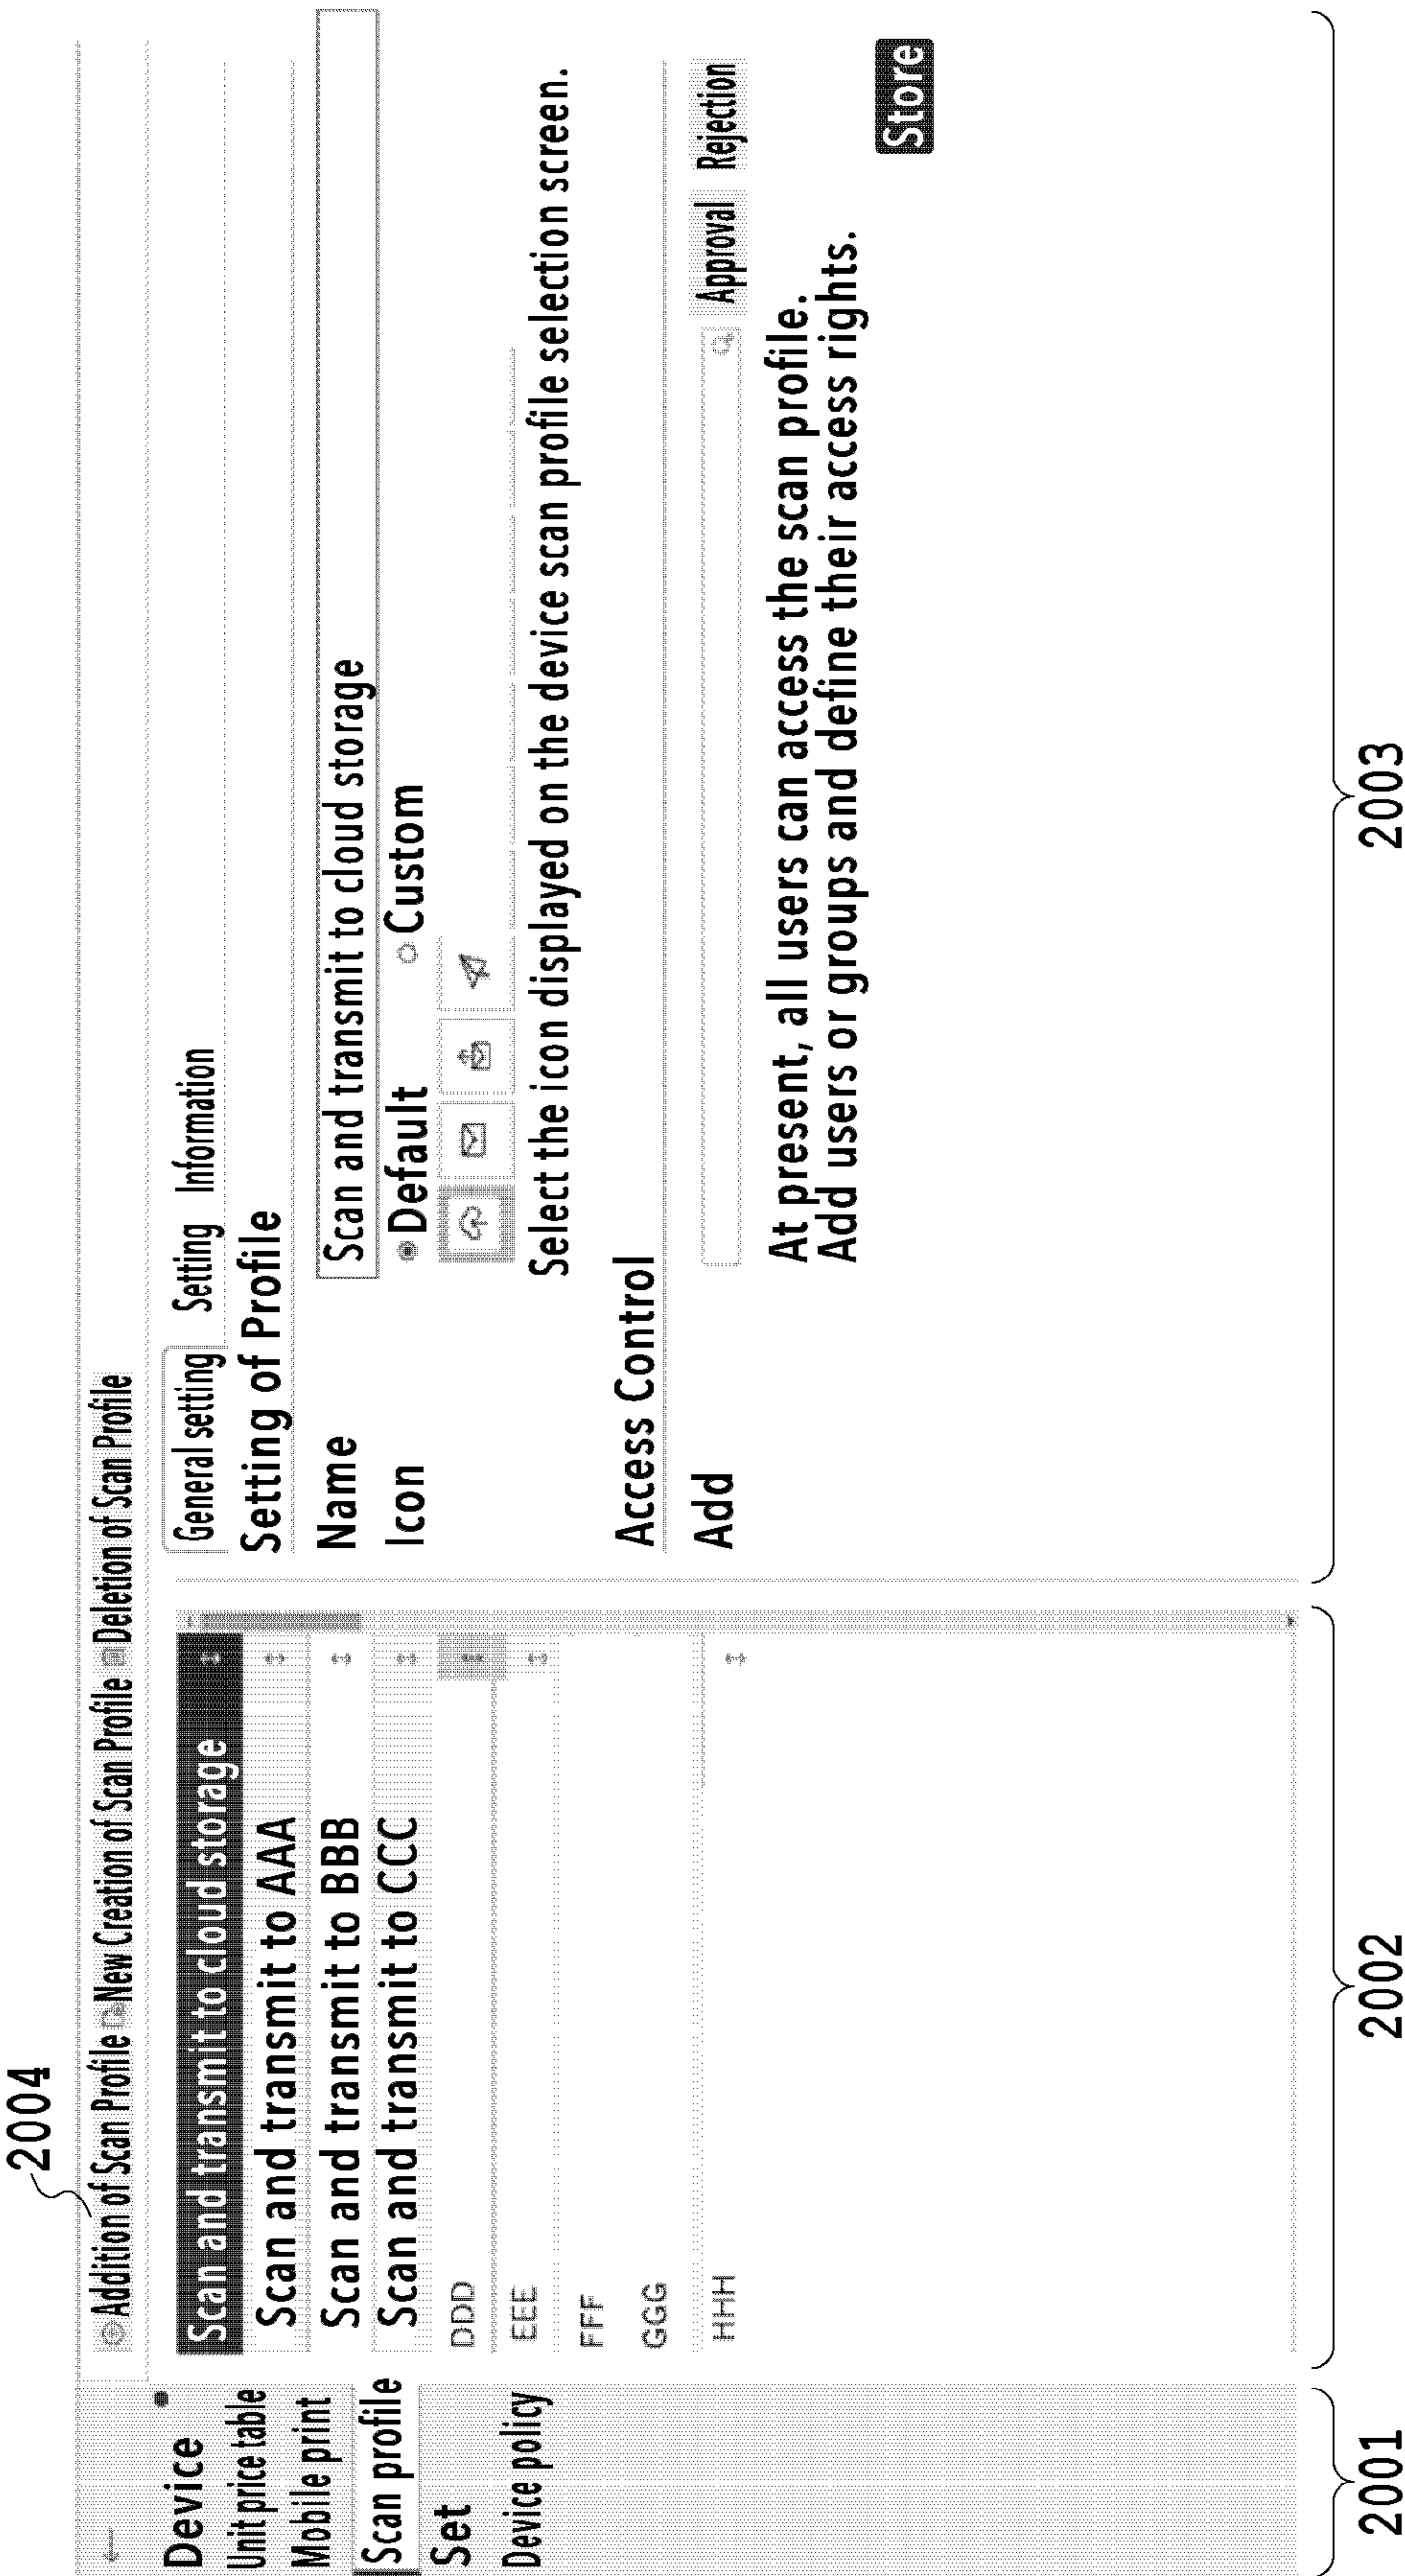 2004
Addition of Scan Profile New Creation of Scan Profile Deletion of Scan Profile
Device
Unit price table
Mobile print
Scan profile
Set
Device policy
Scan and transmit to cloud storage
Scan and transmit to AAA
Scan and transmit to BBB
Scan and transmit to CCC
DDD
EEE
FFF
GGG
HHH
General setting Setting Information
Setting of Profile
Name Scan and transmit to cloud storage
Icon Default Custom
Select the icon displayed on the device scan profile selection screen.
Access Control
Add Approval Rejection
At present, all users can access the scan profile.
Add users or groups and define their access rights.
Store
2001 2002 2003